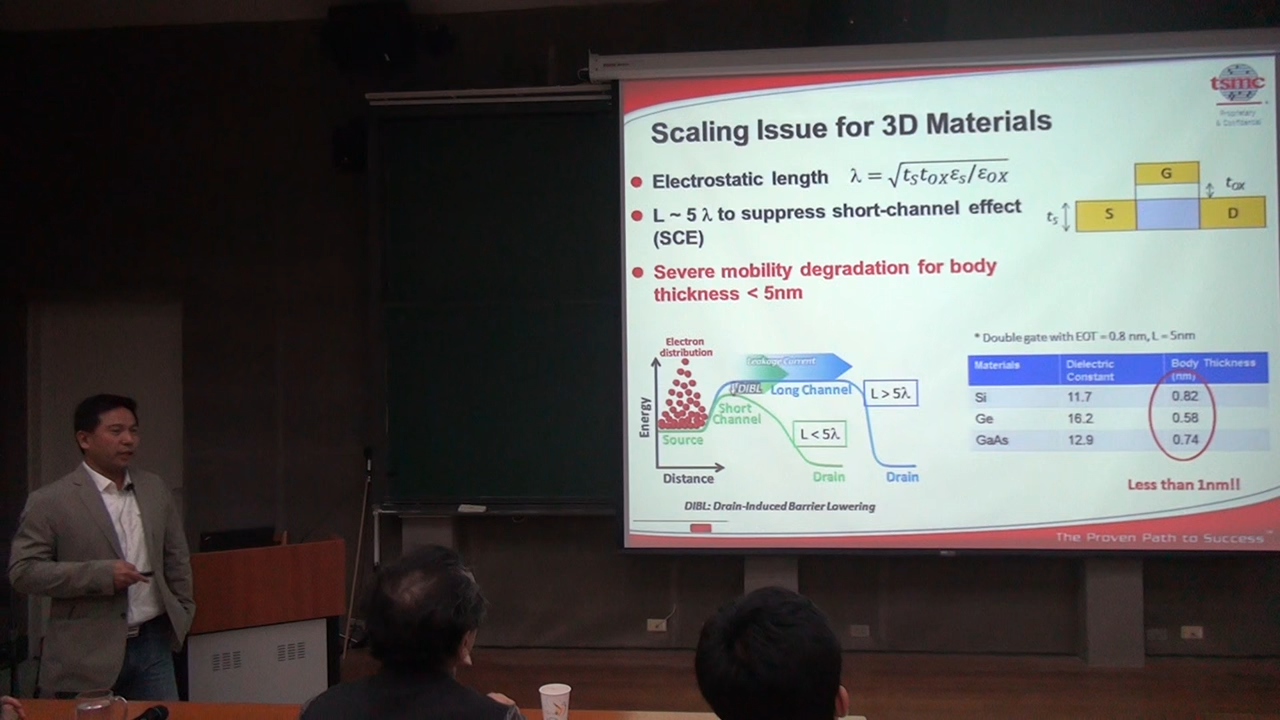 tsmc
Proprietary
& Confidential
Scaling Issue for 3D Materials
Electrostatic length λ = √t_S t_OX ε_S/ε_OX
L ~ 5 λ to suppress short-channel effect
(SCE)
Severe mobility degradation for body
thickness < 5nm
G
t_ox
t_s
S
D
Electron
distribution
Leakage Current
DIBL
Long Channel
L > 5λ
Short
Channel
Energy
Source
L < 5λ
Distance
Drain
Drain
DIBL: Drain-Induced Barrier Lowering
* Double gate with EOT = 0.8 nm, L = 5nm
Materials Dielectric Constant Body Thickness (nm)
Si 11.7 0.82
Ge 16.2 0.58
GaAs 12.9 0.74
Less than 1nm!!
The Proven Path to Success™